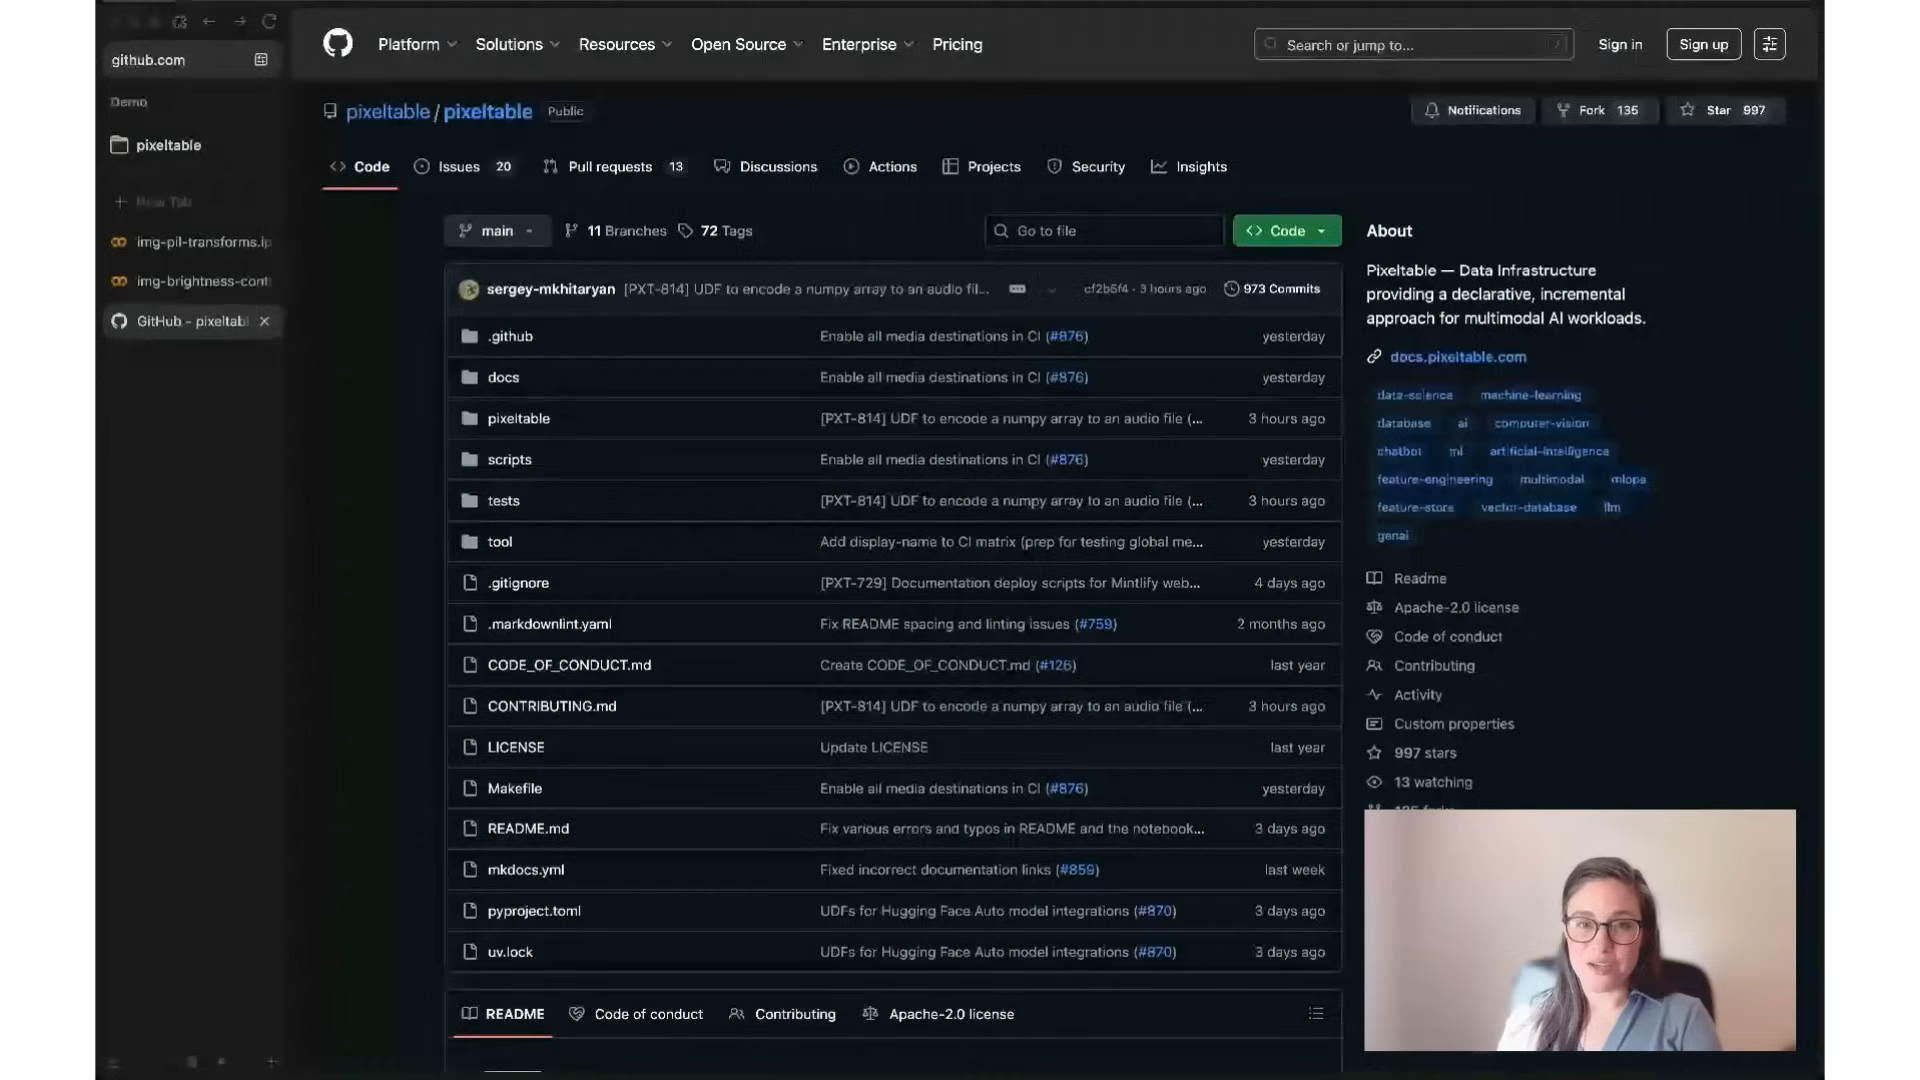 Platform Solutions Resources Open Source Enterprise Pricing
Search or jump to...
Sign in
Sign up
github.com
Demo
pixeltable
New Tab
img-pil-transforms.ip
img-brightness-cont
GitHub - pixeltabl
pixeltable / pixeltable Public
Notifications
Fork 135
Star 997
Code
Issues 20
Pull requests 13
Discussions
Actions
Projects
Security
Insights
main
11 Branches
72 Tags
Go to file
Code
sergey-mkhitaryan [PXT-814] UDF to encode a numpy array to an audio fil... cf2b5f4 · 3 hours ago 973 Commits
.github Enable all media destinations in CI (#876) yesterday
docs Enable all media destinations in CI (#876) yesterday
pixeltable [PXT-814] UDF to encode a numpy array to an audio file (... 3 hours ago
scripts Enable all media destinations in CI (#876) yesterday
tests [PXT-814] UDF to encode a numpy array to an audio file (... 3 hours ago
tool Add display-name to CI matrix (prep for testing global me... yesterday
.gitignore [PXT-729] Documentation deploy scripts for Mintlify web... 4 days ago
.markdownlint.yaml Fix README spacing and linting issues (#759) 2 months ago
CODE_OF_CONDUCT.md Create CODE_OF_CONDUCT.md (#126) last year
CONTRIBUTING.md [PXT-814] UDF to encode a numpy array to an audio file (... 3 hours ago
LICENSE Update LICENSE last year
Makefile Enable all media destinations in CI (#876) yesterday
README.md Fix various errors and typos in README and the notebook... 3 days ago
mkdocs.yml Fixed incorrect documentation links (#859) last week
pyproject.toml UDFs for Hugging Face Auto model integrations (#870) 3 days ago
uv.lock UDFs for Hugging Face Auto model integrations (#870) 3 days ago
README
Code of conduct
Contributing
Apache-2.0 license
About
Pixeltable — Data Infrastructure
providing a declarative, incremental
approach for multimodal AI workloads.
docs.pixeltable.com
data-science machine-learning
database ai computer-vision
chatbot ml artificial-intelligence
feature-engineering multimodal mlops
feature-store vector-database llm
genai
Readme
Apache-2.0 license
Code of conduct
Contributing
Activity
Custom properties
997 stars
13 watching